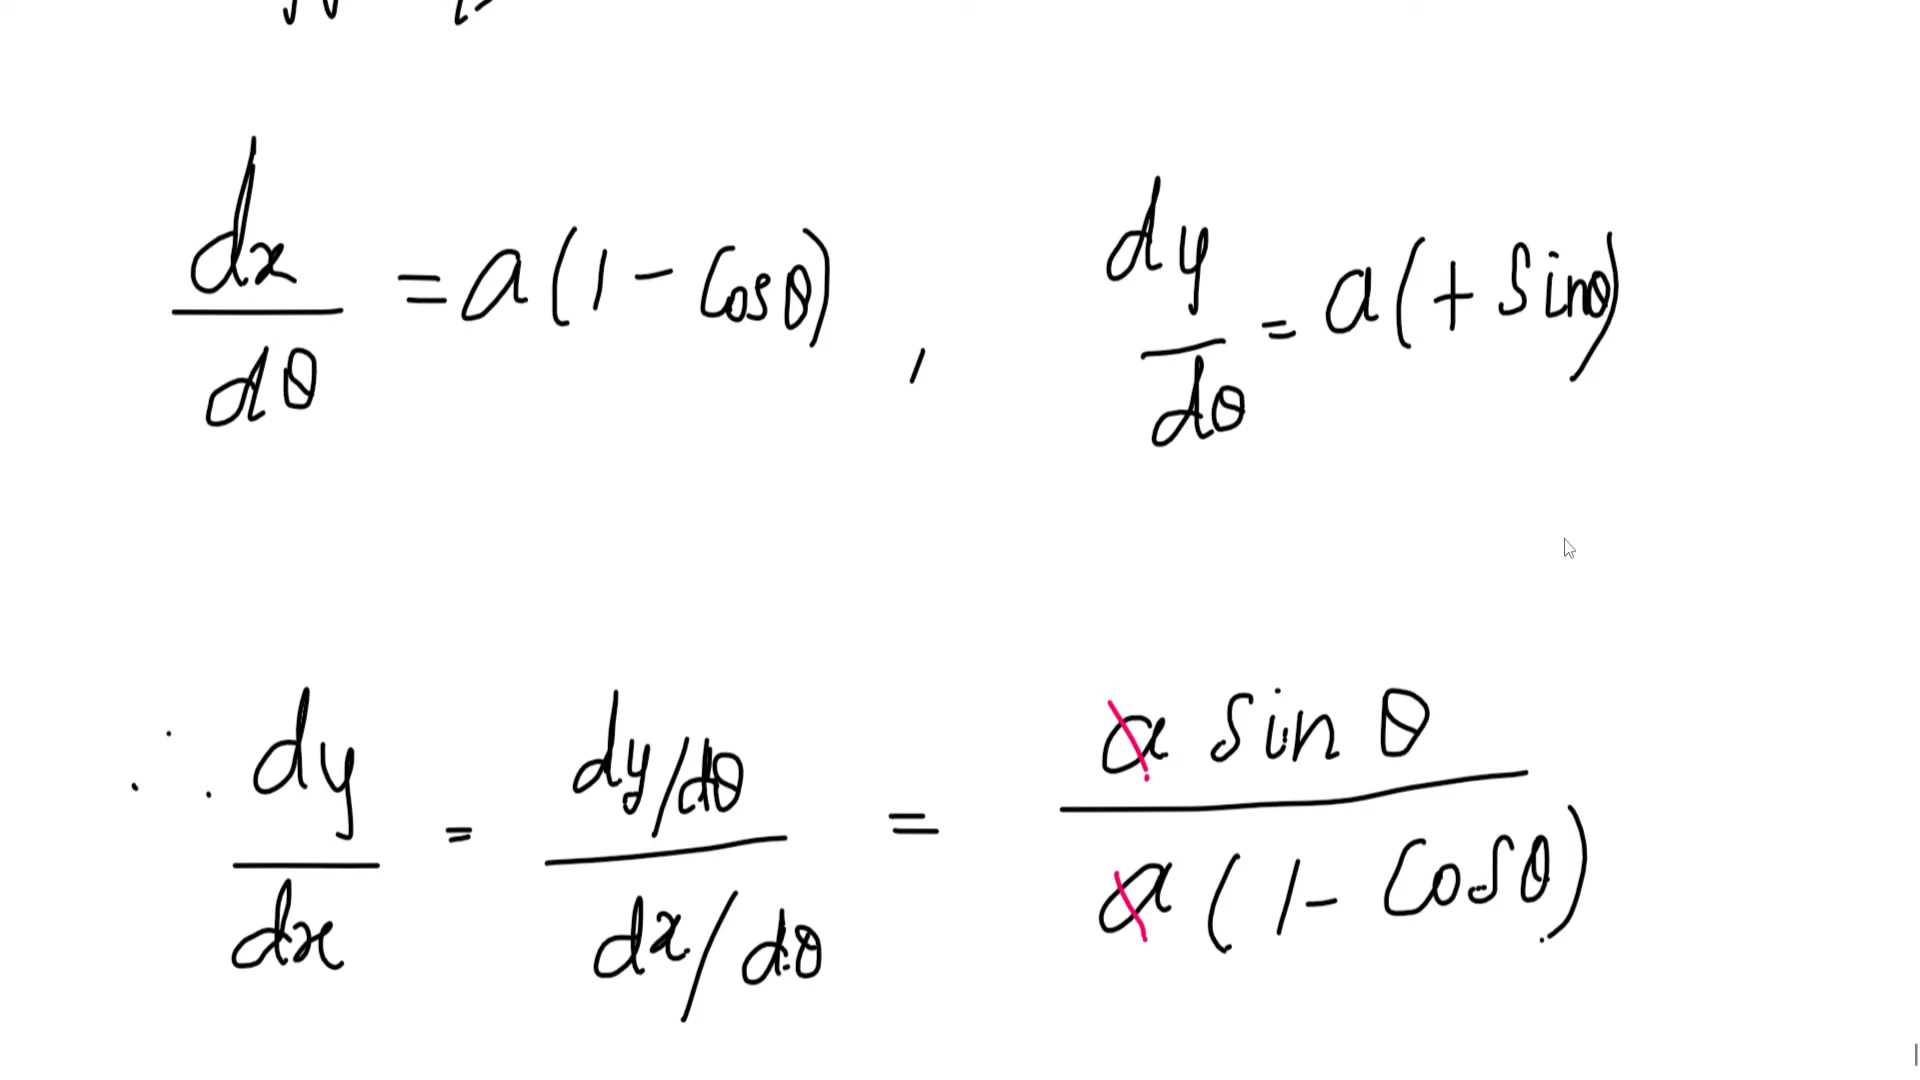 dx/dθ = a(1 - Cosθ) , dy/dθ = a(+ Sinθ)
∴ dy/dx = (dy/dθ)/(dx/dθ) = a Sin θ / a(1 - Cosθ)